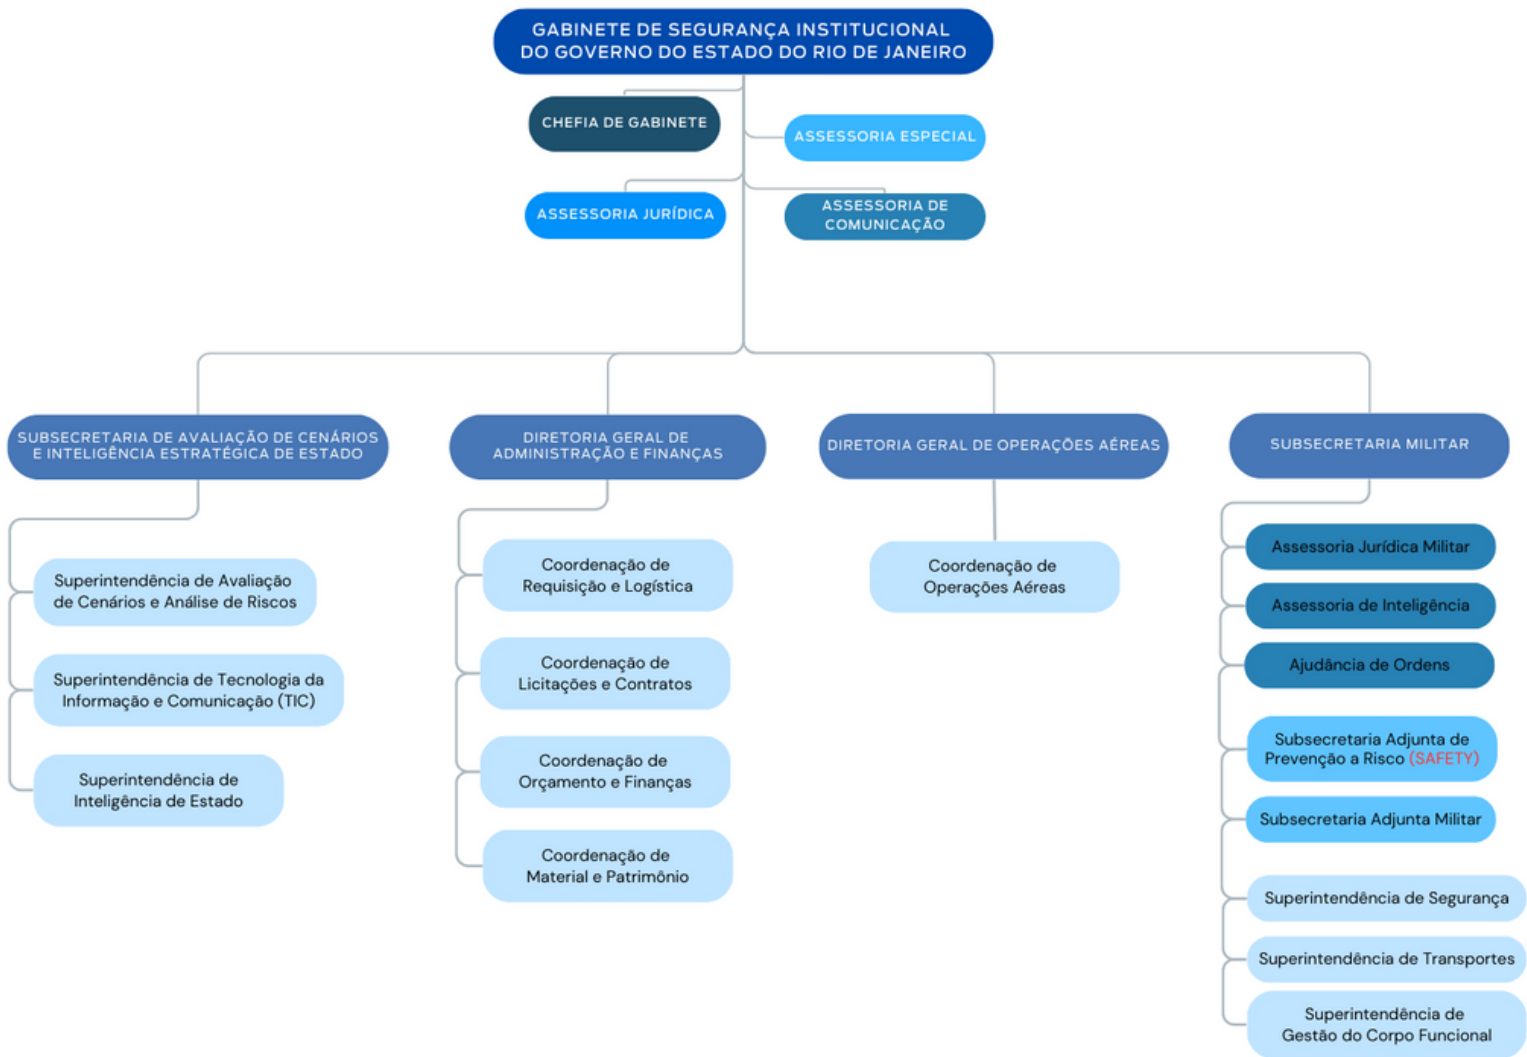 GABINETE DE SEGURANÇA INSTITUCIONAL
DO GOVERNO DO ESTADO DO RIO DE JANEIRO
CHEFIA DE GABINETE
ASSESSORIA ESPECIAL
ASSESSORIA JURÍDICA
ASSESSORIA DE
COMUNICAÇÃO
SUBSECRETARIA DE AVALIAÇÃO DE CENÁRIOS
E INTELIGÊNCIA ESTRATÉGICA DE ESTADO
Superintendência de Avaliação
de Cenários e Análise de Riscos
Superintendência de Tecnologia da
Informação e Comunicação (TIC)
Superintendência de
Inteligência de Estado
DIRETORIA GERAL DE
ADMINISTRAÇÃO E FINANÇAS
Coordenação de
Requisição e Logística
Coordenação de
Licitações e Contratos
Coordenação de
Orçamento e Finanças
Coordenação de
Material e Patrimônio
DIRETORIA GERAL DE OPERAÇÕES AÉREAS
Coordenação de
Operações Aéreas
SUBSECRETARIA MILITAR
Assessoria Jurídica Militar
Assessoria de Inteligência
Ajudância de Ordens
Subsecretaria Adjunta de
Prevenção a Risco (SAFETY)
Subsecretaria Adjunta Militar
Superintendência de Segurança
Superintendência de Transportes
Superintendência de
Gestão do Corpo Funcional